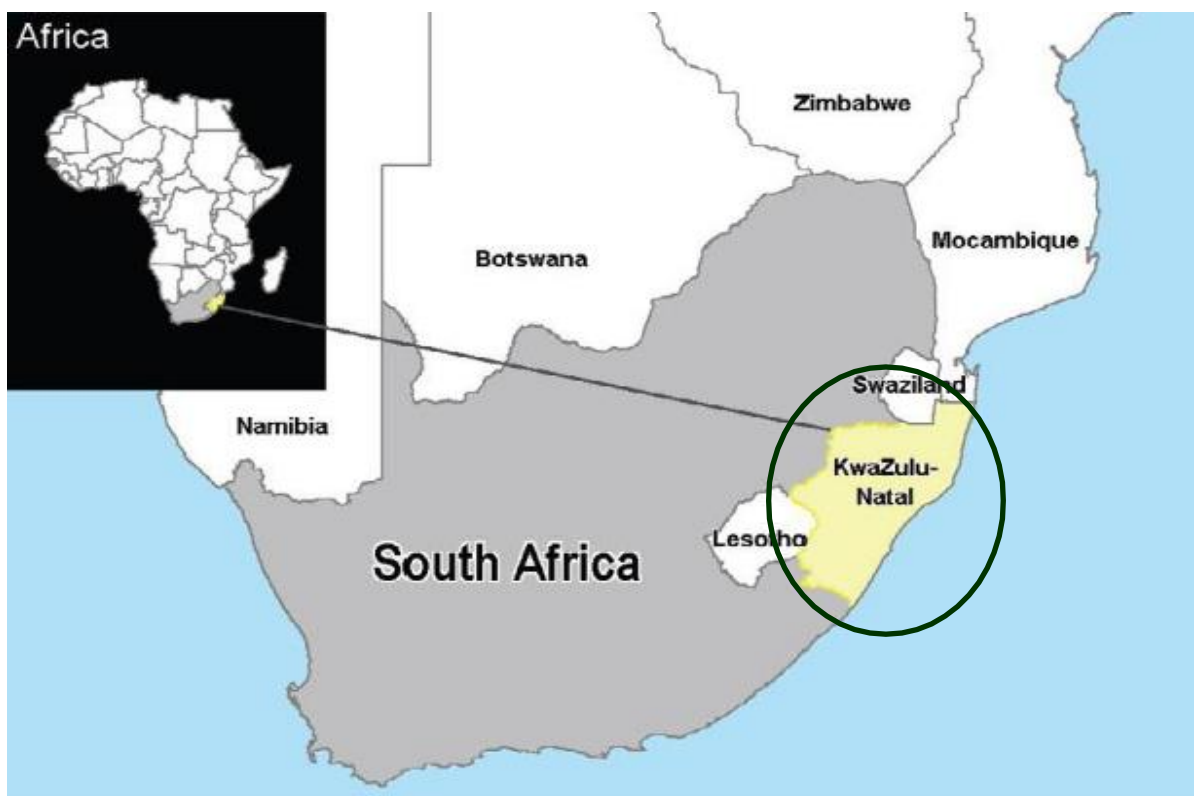 Africa
Zimbabwe
Mocambique
Botswana
Swaziland
Namibia
KwaZulu-
Natal
Lesotho
South Africa